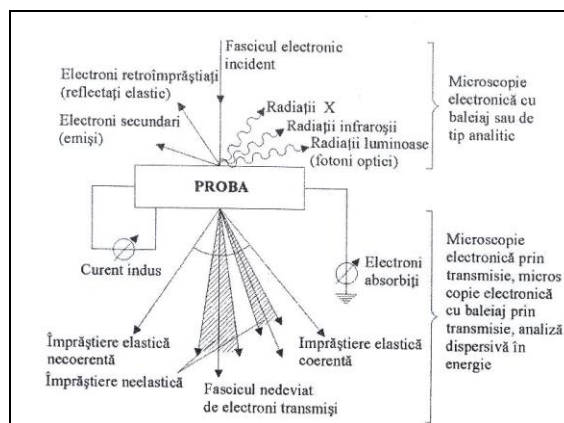 Fascicul electronic
incident
Electroni retroîmprăștiați
(reflectați elastic)
Electroni secundari
(emiși)
Radiații X
Radiații infraroșii
Radiații luminoase
(fotoni optici)
Microscopie
electronică cu
baleiaj sau de
tip analitic
PROBA
Curent indus
Electroni
absorbiți
Microscopie
electronică prin
transmisie, micros
copie electronică
cu baleiaj prin
transmisie, analiză
dispersivă în
energie
Împrăștiere elastică
necoerentă
Împrăștiere neelastică
Împrăștiere elastică
coerentă
Fascicul nedeviat
de electroni transmiși